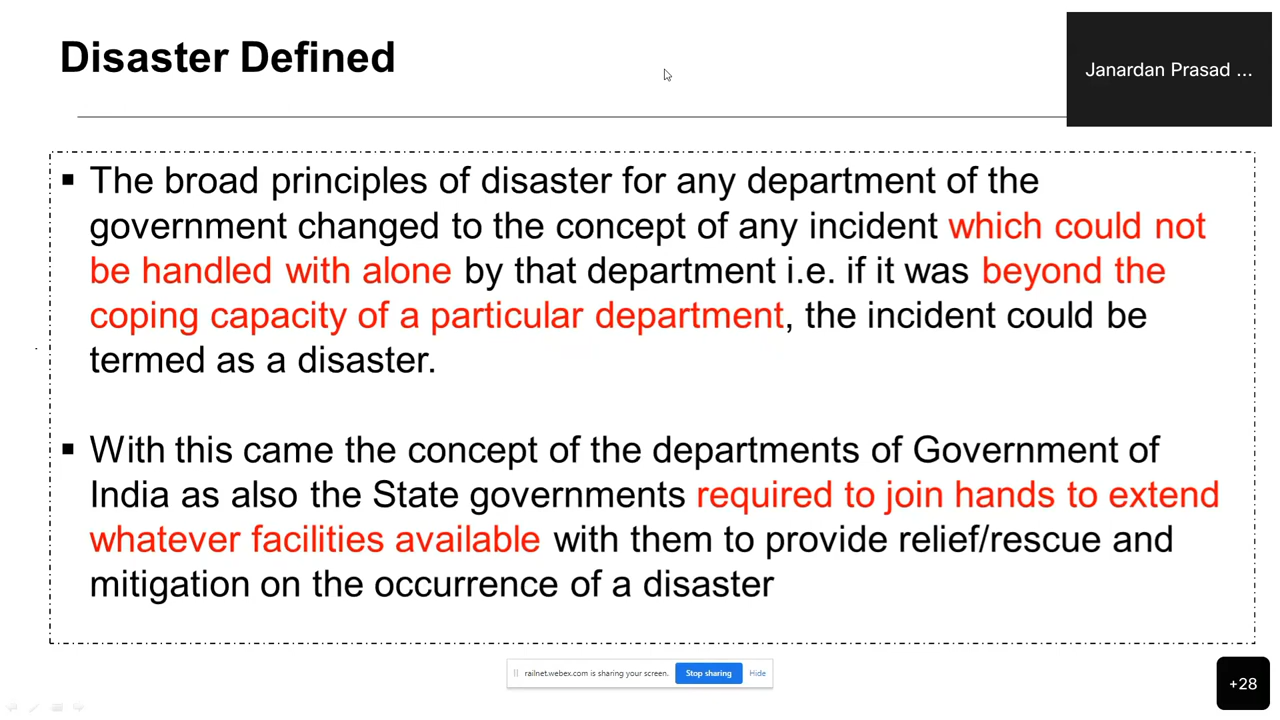 Disaster Defined
Janardan Prasad ...
▪ The broad principles of disaster for any department of the
government changed to the concept of any incident which could not
be handled with alone by that department i.e. if it was beyond the
coping capacity of a particular department, the incident could be
termed as a disaster.
▪ With this came the concept of the departments of Government of
India as also the State governments required to join hands to extend
whatever facilities available with them to provide relief/rescue and
mitigation on the occurrence of a disaster
railnet.webex.com is sharing your screen. Stop sharing Hide
+28